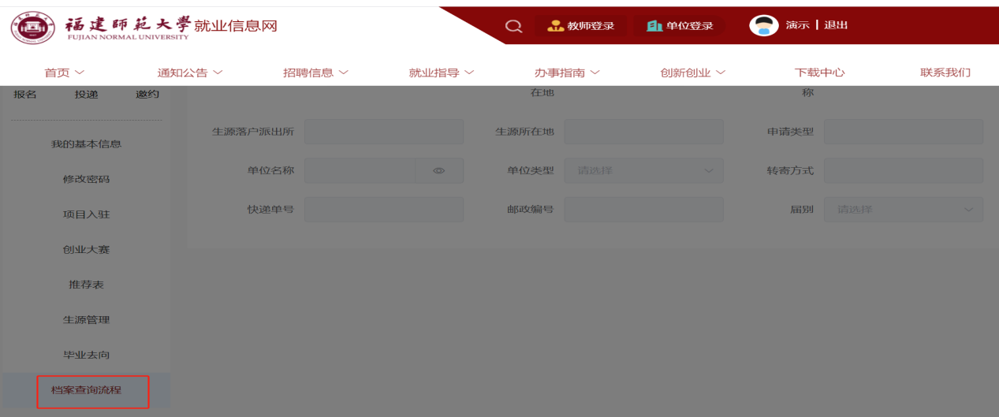 福建师范大學就业信息网
FUJIAN NORMAL UNIVERSITY
教师登录 单位登录 演示 | 退出
首页 通知公告 招聘信息 就业指导 办事指南 创新创业 下载中心 联系我们
报名 投递 邀约 在地 称
生源落户派出所 生源所在地 申请类型
我的基本信息
单位名称 单位类型 请选择 转寄方式
修改密码
快递单号 邮政编号 届别 请选择
项目入驻
创业大赛
推荐表
生源管理
毕业去向
档案查询流程